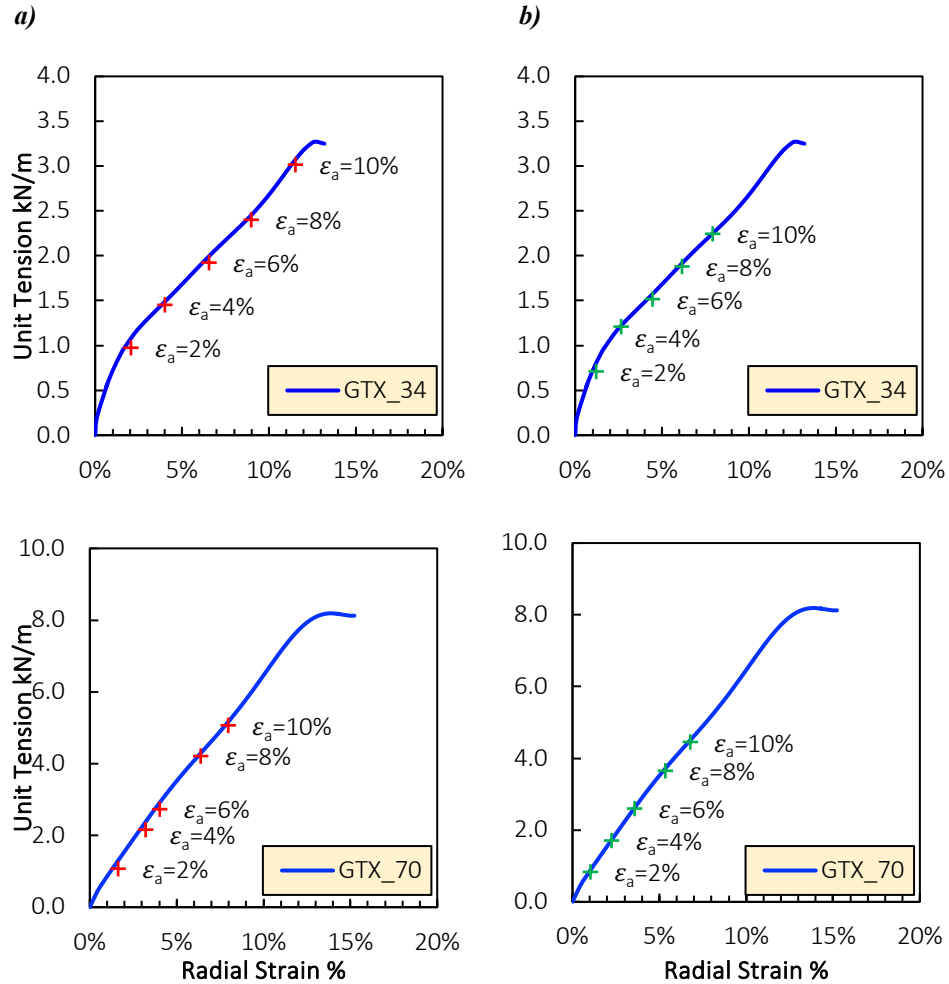 a)
b)
4.0
3.5
3.0
2.5
2.0
1.5
1.0
0.5
0.0
Unit Tension kN/m
εa=10%
εa=8%
εa=6%
εa=4%
εa=2%
GTX_34
0% 5% 10% 15% 20%
4.0
3.5
3.0
2.5
2.0
1.5
1.0
0.5
0.0
εa=10%
εa=8%
εa=6%
εa=4%
εa=2%
GTX_34
0% 5% 10% 15% 20%
10.0
8.0
6.0
4.0
2.0
0.0
Unit Tension kN/m
εa=10%
εa=8%
εa=6%
εa=4%
εa=2%
GTX_70
0% 5% 10% 15% 20%
Radial Strain %
10.0
8.0
6.0
4.0
2.0
0.0
εa=10%
εa=8%
εa=6%
εa=4%
εa=2%
GTX_70
0% 5% 10% 15% 20%
Radial Strain %